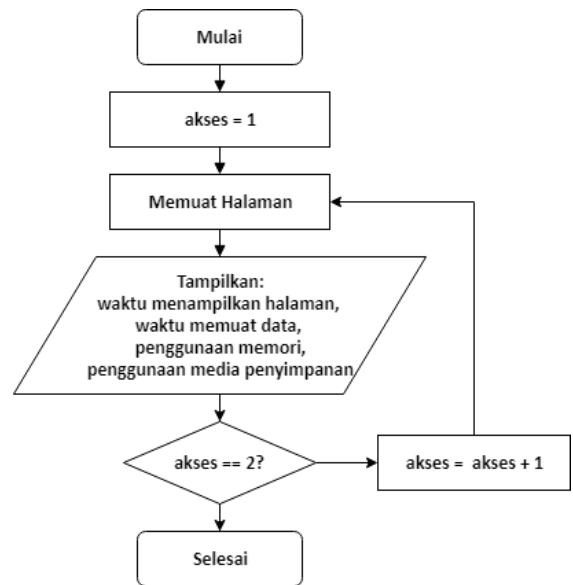 Mulai
akses = 1
Memuat Halaman
Tampilkan:
waktu menampilkan halaman,
waktu memuat data,
penggunaan memori,
penggunaan media penyimpanan
akses == 2?
akses = akses + 1
Selesai